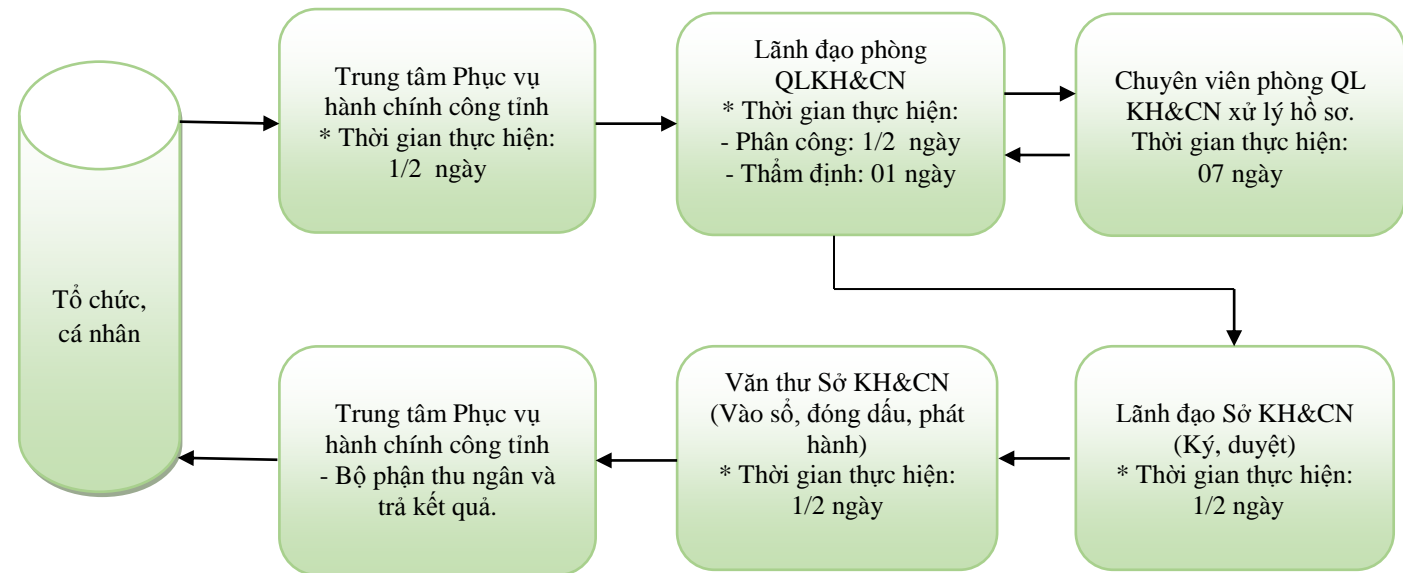 Tổ chức,
cá nhân
Trung tâm Phục vụ
hành chính công tỉnh
* Thời gian thực hiện:
1/2 ngày
Lãnh đạo phòng
QLKH&CN
* Thời gian thực hiện:
- Phân công: 1/2 ngày
- Thẩm định: 01 ngày
Chuyên viên phòng QL
KH&CN xử lý hồ sơ.
Thời gian thực hiện:
07 ngày
Lãnh đạo Sở KH&CN
(Ký, duyệt)
* Thời gian thực hiện:
1/2 ngày
Văn thư Sở KH&CN
(Vào sổ, đóng dấu, phát
hành)
* Thời gian thực hiện:
1/2 ngày
Trung tâm Phục vụ
hành chính công tỉnh
- Bộ phận thu ngân và
trả kết quả.